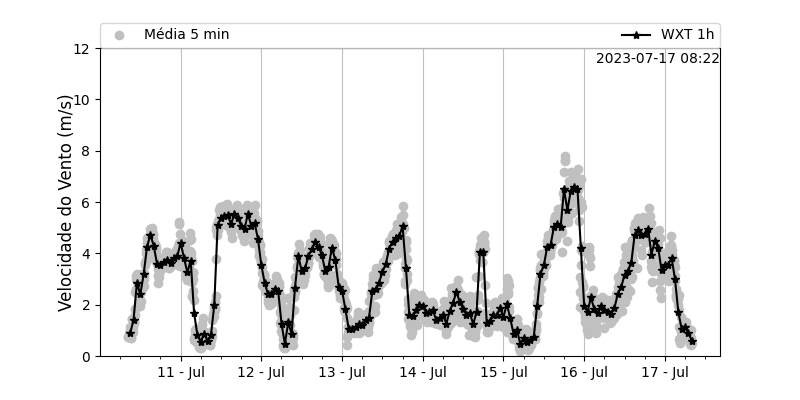 Média 5 min
WXT 1h
2023-07-17 08:22
Velocidade do Vento (m/s)
12
10
8
6
4
2
0
11 - Jul
12 - Jul
13 - Jul
14 - Jul
15 - Jul
16 - Jul
17 - Jul